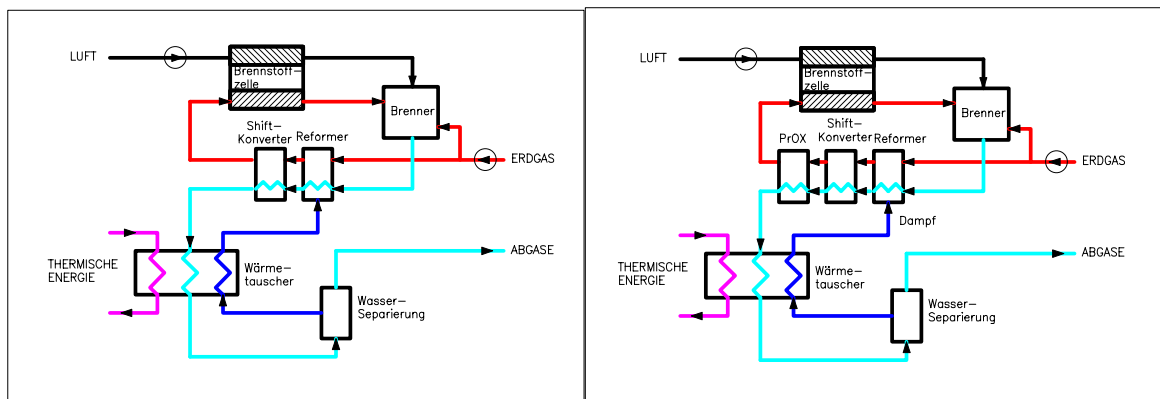 LUFT
Brennstoff-
zelle
Brenner
Shift-
Konverter
Reformer
ERDGAS
ABGASE
THERMISCHE
ENERGIE
Wärme-
tauscher
Wasser-
Separierung
LUFT
Brennstoff-
zelle
Brenner
Shift-
PrOX
Konverter
Reformer
ERDGAS
Dampf
ABGASE
THERMISCHE
ENERGIE
Wärme-
tauscher
Wasser-
Separierung